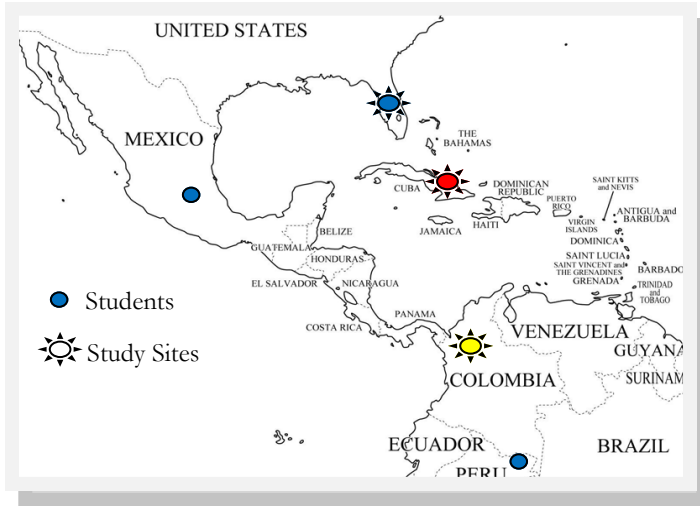 UNITED STATES
MEXICO
THE
BAHAMAS
CUBA
DOMINICAN
REPUBLIC
SAINT KITTS
and NEVIS
PUERTO
RICO
HAITI
JAMAICA
VIRGIN
ISLANDS
ANTIGUA and
BARBUDA
DOMINICA
BELIZE
GUATEMALA
HONDURAS
SAINT LUCIA
SAINT VINCENT and
THE GRENADINES
BARBADO
GRENADA
EL SALVADOR
NICARAGUA
TRINIDAD
and
TOBAGO
Students
PANAMA
COSTA RICA
VENEZUELA
Study Sites
GUYANA
COLOMBIA
SURINAM
ECUADOR
BRAZIL
PERU